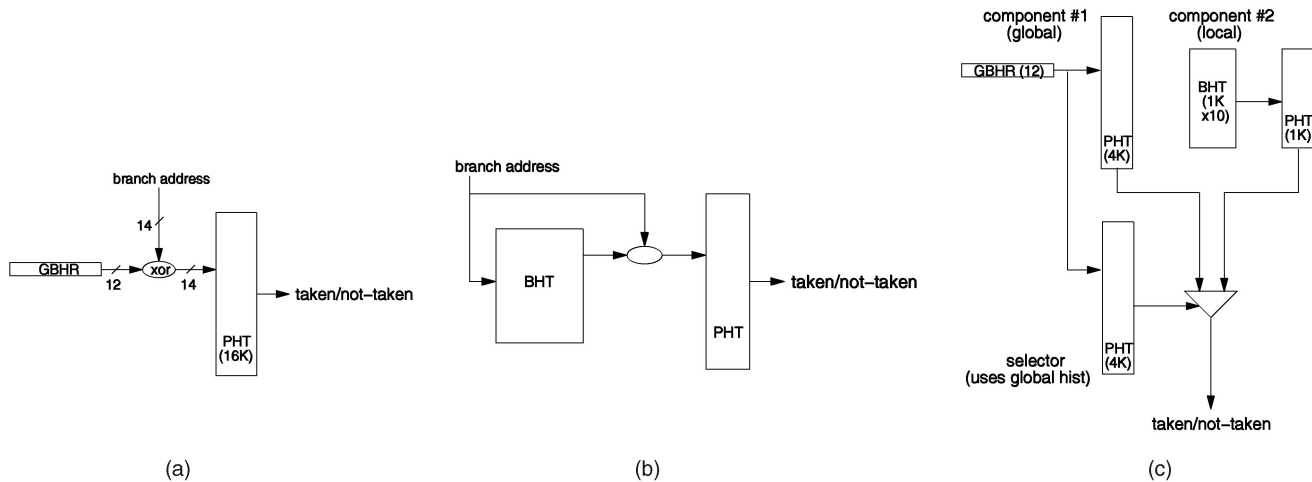 branch address
14
GBHR
12
xor
14
PHT
(16K)
taken/not-taken
(a)
branch address
BHT
PHT
taken/not-taken
(b)
component #1
(global)
component #2
(local)
GBHR (12)
PHT
(4K)
BHT
(1K
x10)
PHT
(1K)
selector
(uses global hist)
PHT
(4K)
taken/not-taken
(c)